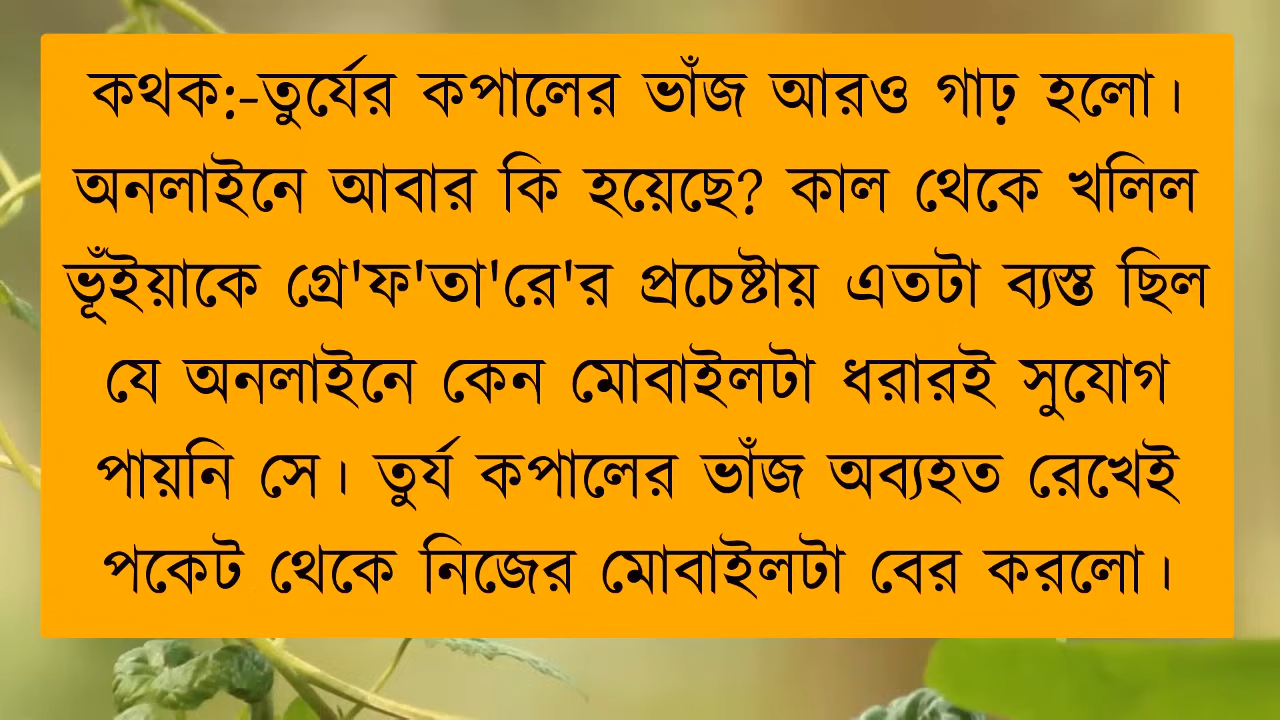 কথক:-তুর্যের কপালের ভাঁজ আরও গাঢ় হলো।
অনলাইনে আবার কি হয়েছে? কাল থেকে খলিল
ভূঁইয়াকে গ্রে'ফ'তা'রে'র প্রচেষ্টায় এতটা ব্যস্ত ছিল
যে অনলাইনে কেন মোবাইলটা ধরারই সুযোগ
পায়নি সে। তুর্য কপালের ভাঁজ অব্যহত রেখেই
পকেট থেকে নিজের মোবাইলটা বের করলো।